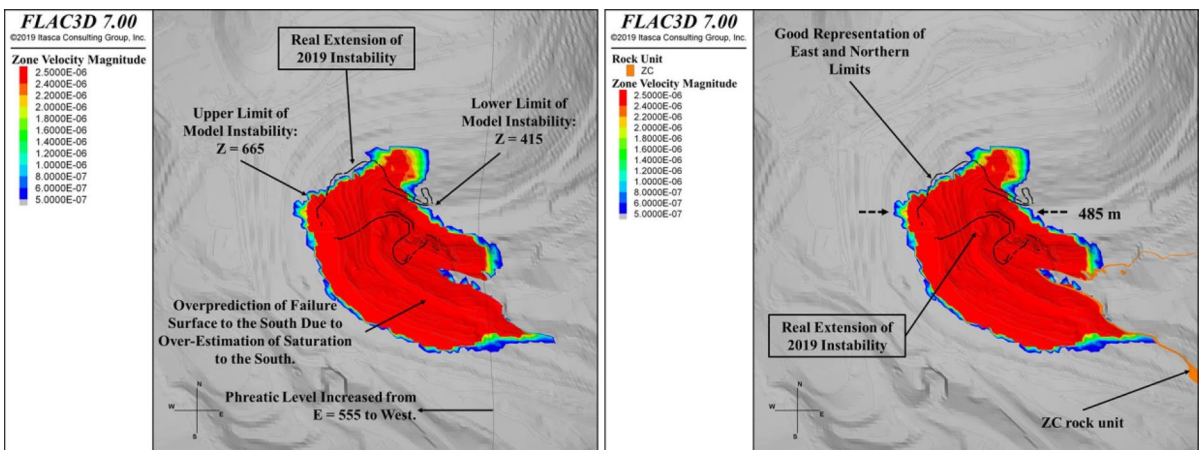 FLAC3D 7.00
©2019 Itasca Consulting Group, Inc.
Zone Velocity Magnitude
2.5000E-06
2.4000E-06
2.2000E-06
2.0000E-06
1.8000E-06
1.6000E-06
1.4000E-06
1.2000E-06
1.0000E-06
8.0000E-07
6.0000E-07
5.0000E-07
Real Extension of
2019 Instability
Upper Limit of
Model Instability:
Z = 665
Lower Limit of
Model Instability:
Z = 415
Overprediction of Failure
Surface to the South Due to
Over-Estimation of Saturation
to the South.
Phreatic Level Increased from
E = 555 to West.
N
W
E
S
FLAC3D 7.00
©2019 Itasca Consulting Group, Inc.
Rock Unit
ZC
Zone Velocity Magnitude
2.5000E-06
2.4000E-06
2.2000E-06
2.0000E-06
1.8000E-06
1.6000E-06
1.4000E-06
1.2000E-06
1.0000E-06
8.0000E-07
6.0000E-07
5.0000E-07
Good Representation of
East and Northern
Limits
485 m
Real Extension of
2019 Instability
ZC rock unit
N
W
E
S